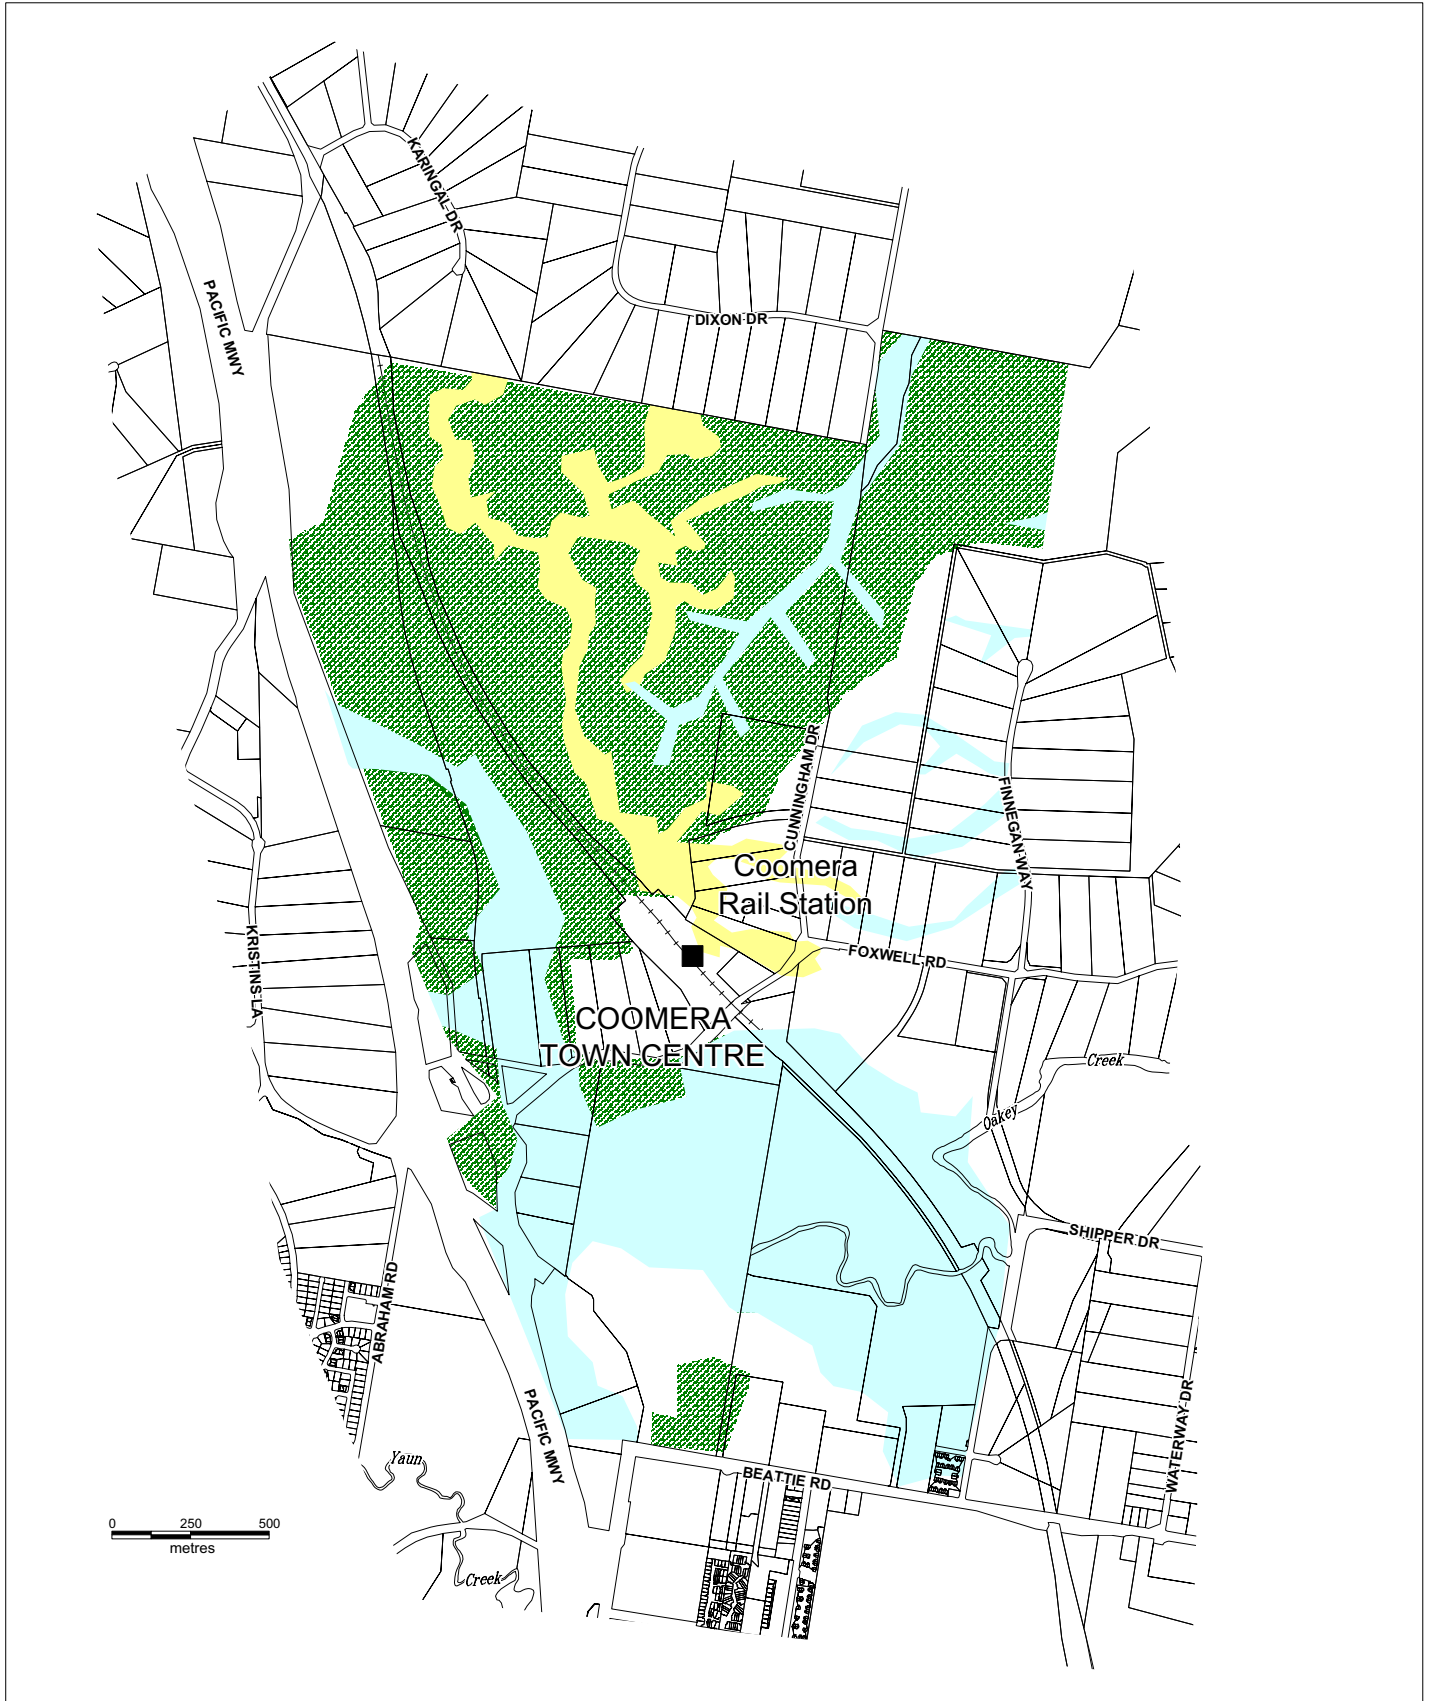 KARINGAL DR
PACIFIC MWY
DIXON DR
CUNNINGHAM DR
FINNEGAN WAY
Coomera
Rail Station
KRISTINS LA
FOXWELL RD
COOMERA
TOWN CENTRE
Creek
Oakey
SHIPPER DR
ABRAHAM RD
PACIFIC MWY
WATERWAY DR
Yaun
BEATTIE RD
0 250 500
metres
Creek